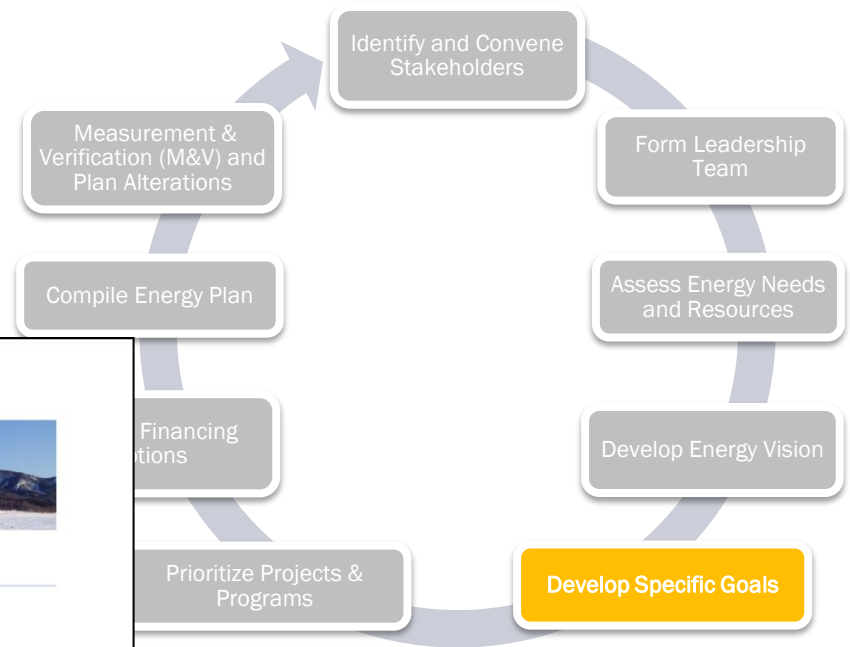 Identify and Convene
Stakeholders
Form Leadership
Team
Assess Energy Needs
and Resources
Develop Energy Vision
Develop Specific Goals
Prioritize Projects &
Programs
Financing
Compile Energy Plan
Measurement &
Verification (M&V) and
Plan Alterations